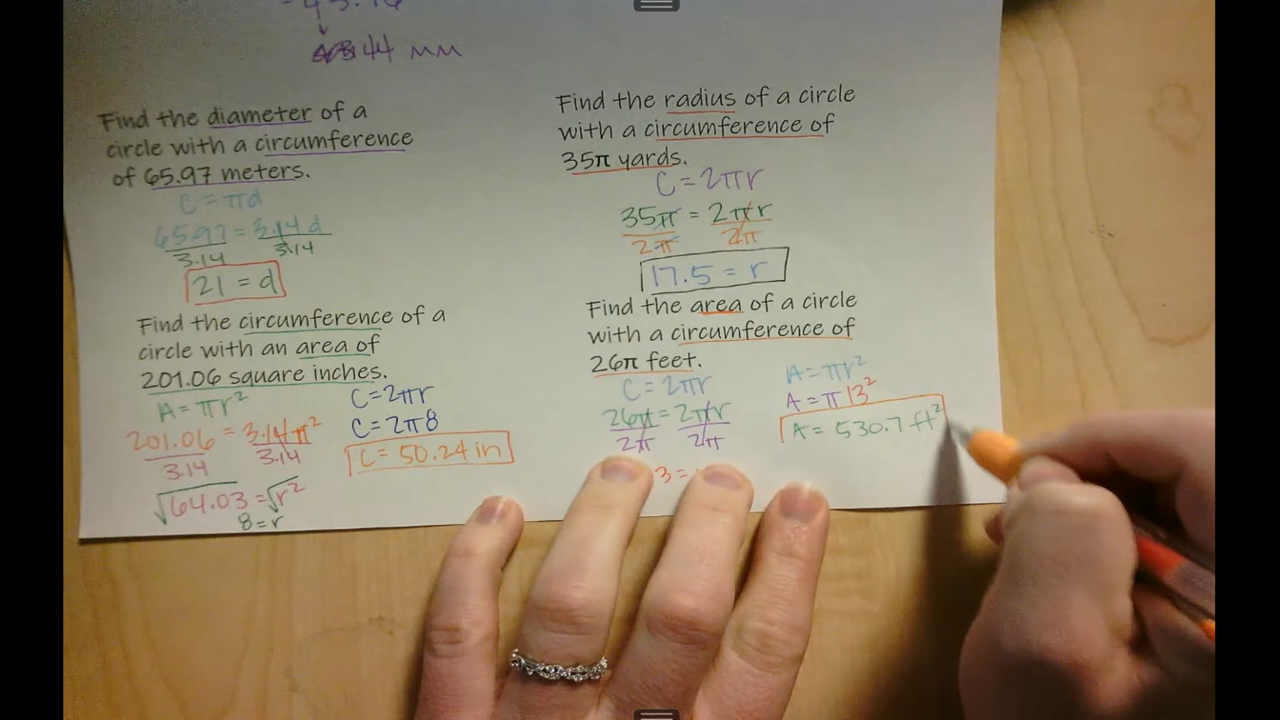 44 mm
Find the diameter of a
circle with a circumference
of 65.97 meters.
C = πd
65.97 = 3.14d
3.14 3.14
21 = d
Find the radius of a circle
with a circumference of
35π yards.
C = 2πr
35π = 2πr
2π 2π
17.5 = r
Find the circumference of a
circle with an area of
201.06 square inches.
A = πr²
201.06 = 3.14r²
3.14 3.14
√64.03 = √r²
8 = r
C = 2πr
C = 2π8
C = 50.24 in
Find the area of a circle
with a circumference of
26π feet.
C = 2πr
26π = 2πr
2π 2π
3 =
A = πr²
A = π13²
A = 530.7 ft²